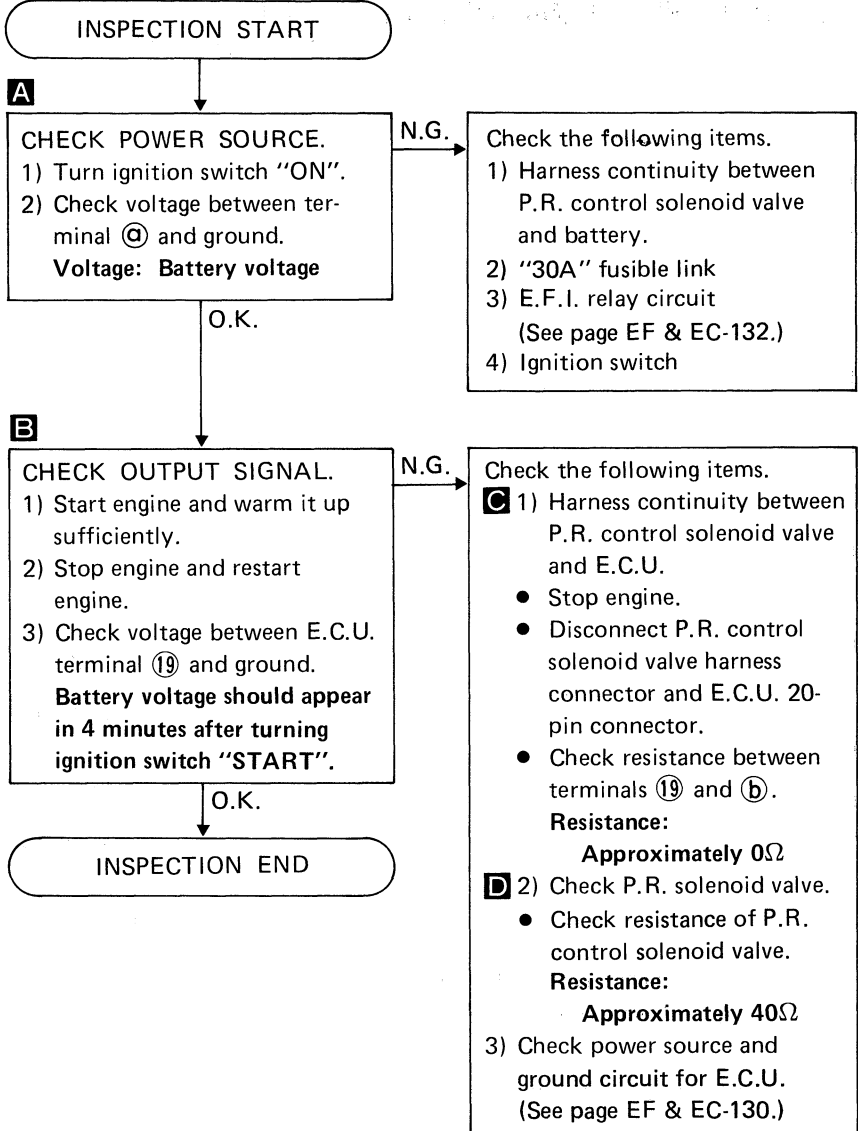 INSPECTION START
A
CHECK POWER SOURCE.
1) Turn ignition switch "ON".
2) Check voltage between ter-
minal ⓐ and ground.
Voltage: Battery voltage
N.G.
Check the following items.
1) Harness continuity between
P.R. control solenoid valve
and battery.
2) "30A" fusible link
3) E.F.I. relay circuit
(See page EF & EC-132.)
4) Ignition switch
O.K.
B
CHECK OUTPUT SIGNAL.
1) Start engine and warm it up
sufficiently.
2) Stop engine and restart
engine.
3) Check voltage between E.C.U.
terminal ⑲ and ground.
Battery voltage should appear
in 4 minutes after turning
ignition switch "START".
N.G.
Check the following items.
C 1) Harness continuity between
P.R. control solenoid valve
and E.C.U.
● Stop engine.
● Disconnect P.R. control
solenoid valve harness
connector and E.C.U. 20-
pin connector.
● Check resistance between
terminals ⑲ and ⓑ.
Resistance:
Approximately 0Ω
D 2) Check P.R. solenoid valve.
● Check resistance of P.R.
control solenoid valve.
Resistance:
Approximately 40Ω
3) Check power source and
ground circuit for E.C.U.
(See page EF & EC-130.)
O.K.
INSPECTION END